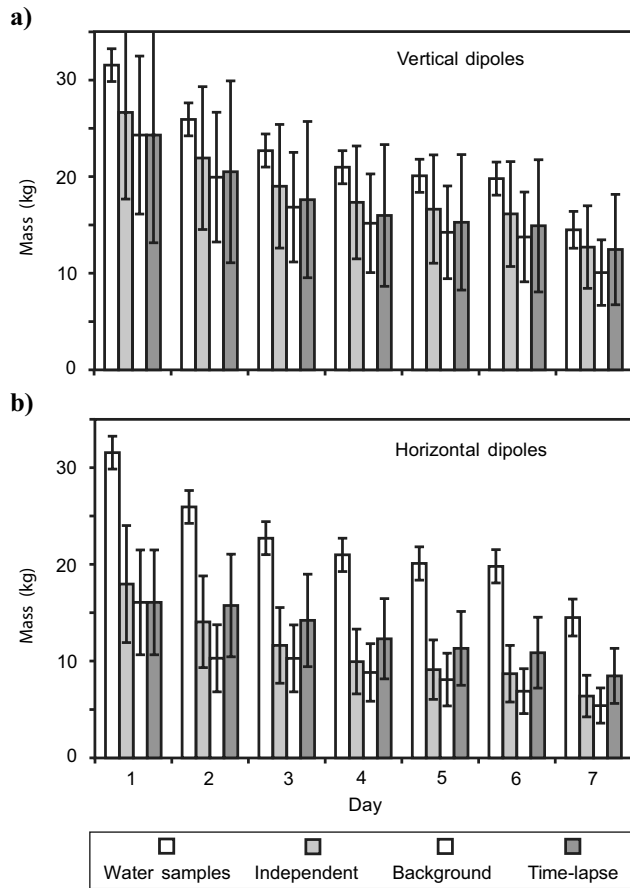 a)
Vertical dipoles
Mass (kg)
30
20
10
0
b)
Horizontal dipoles
Mass (kg)
30
20
10
0
1 2 3 4 5 6 7
Day
Water samples Independent Background Time-lapse